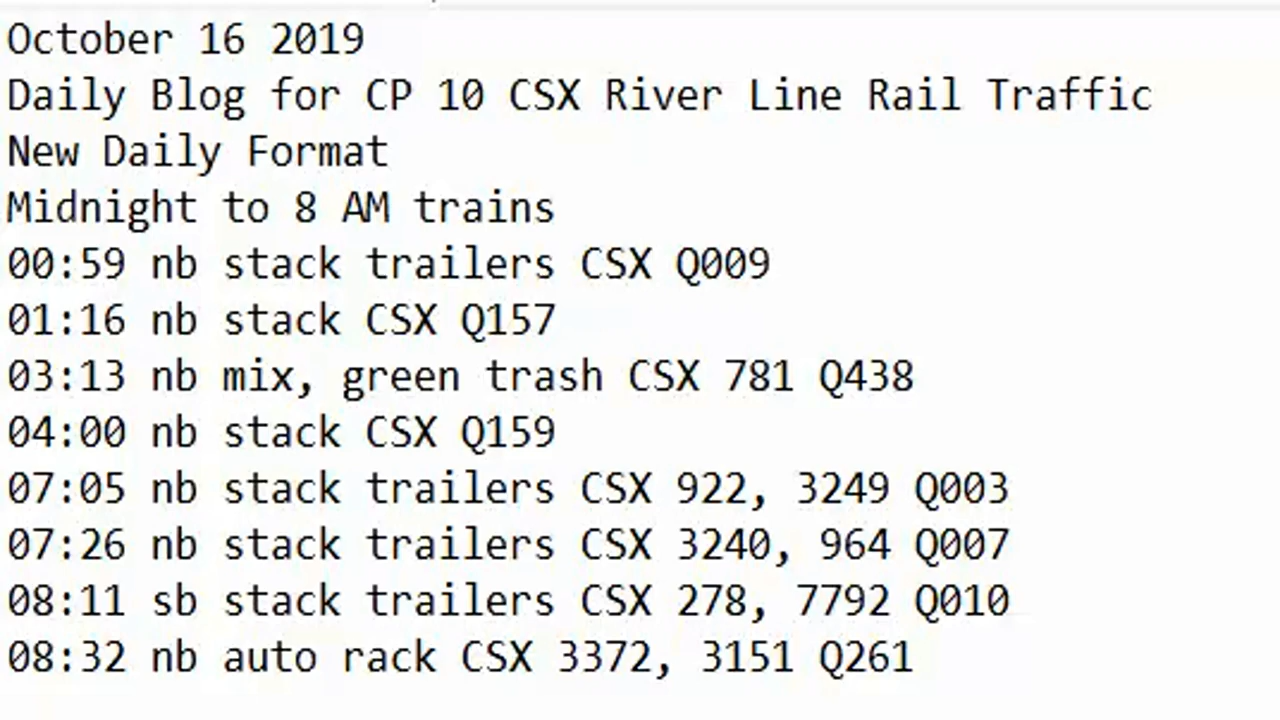 October 16 2019
Daily Blog for CP 10 CSX River Line Rail Traffic
New Daily Format
Midnight to 8 AM trains
00:59 nb stack trailers CSX Q009
01:16 nb stack CSX Q157
03:13 nb mix, green trash CSX 781 Q438
04:00 nb stack CSX Q159
07:05 nb stack trailers CSX 922, 3249 Q003
07:26 nb stack trailers CSX 3240, 964 Q007
08:11 sb stack trailers CSX 278, 7792 Q010
08:32 nb auto rack CSX 3372, 3151 Q261